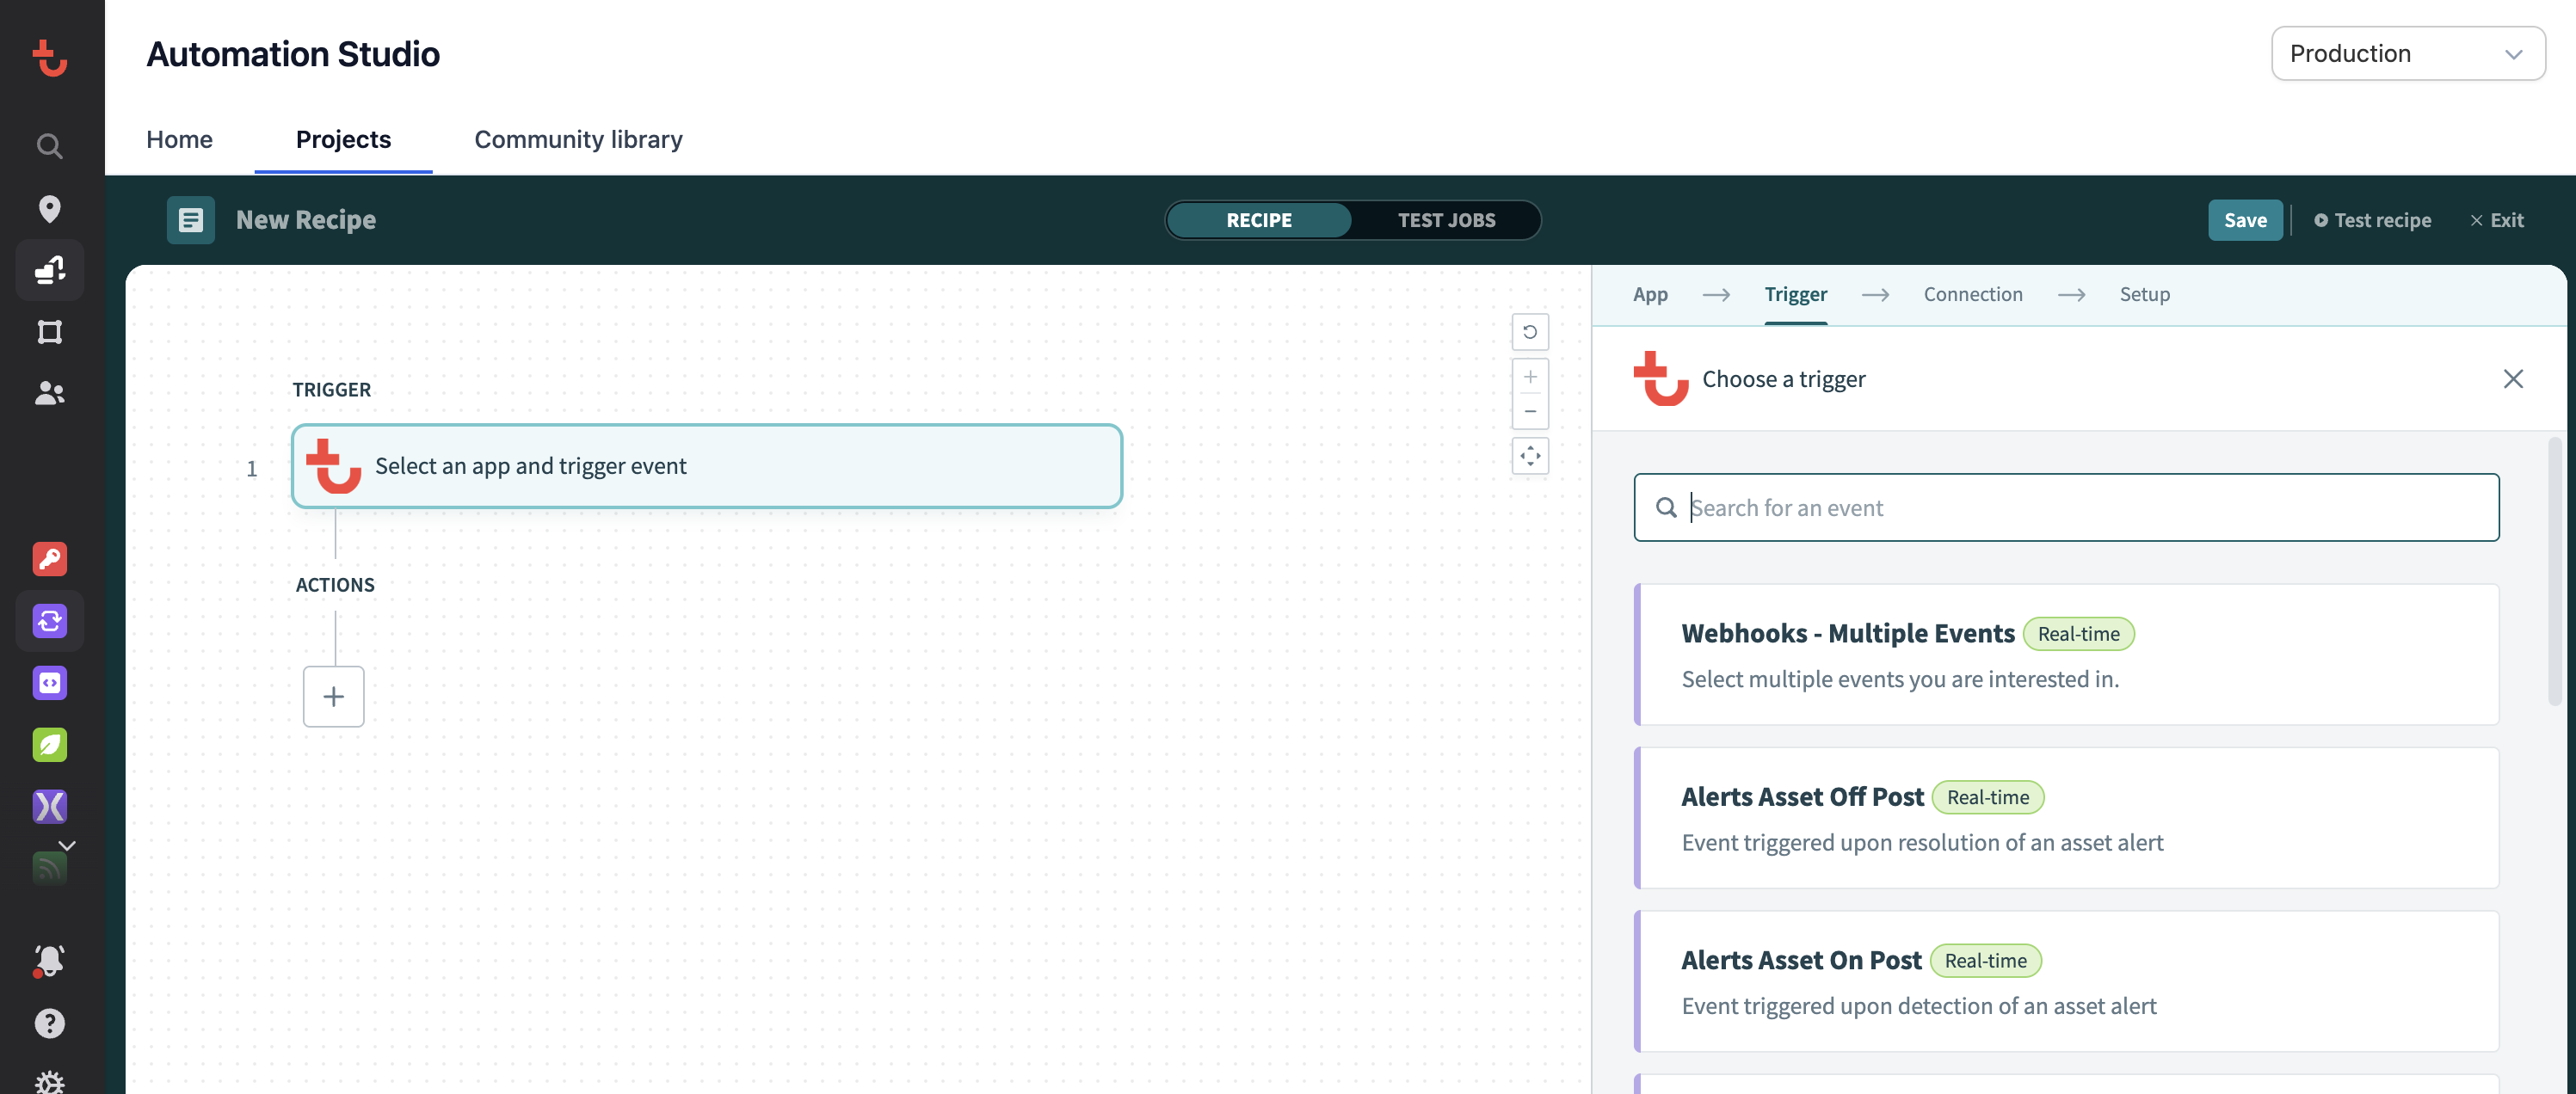 Automation Studio
Production
Home
Projects
Community library
New Recipe
RECIPE
TEST JOBS
Save
Test recipe
Exit
App
Trigger
Connection
Setup
Choose a trigger
TRIGGER
1
Select an app and trigger event
ACTIONS
Search for an event
Webhooks - Multiple Events Real-time
Select multiple events you are interested in.
Alerts Asset Off Post Real-time
Event triggered upon resolution of an asset alert
Alerts Asset On Post Real-time
Event triggered upon detection of an asset alert